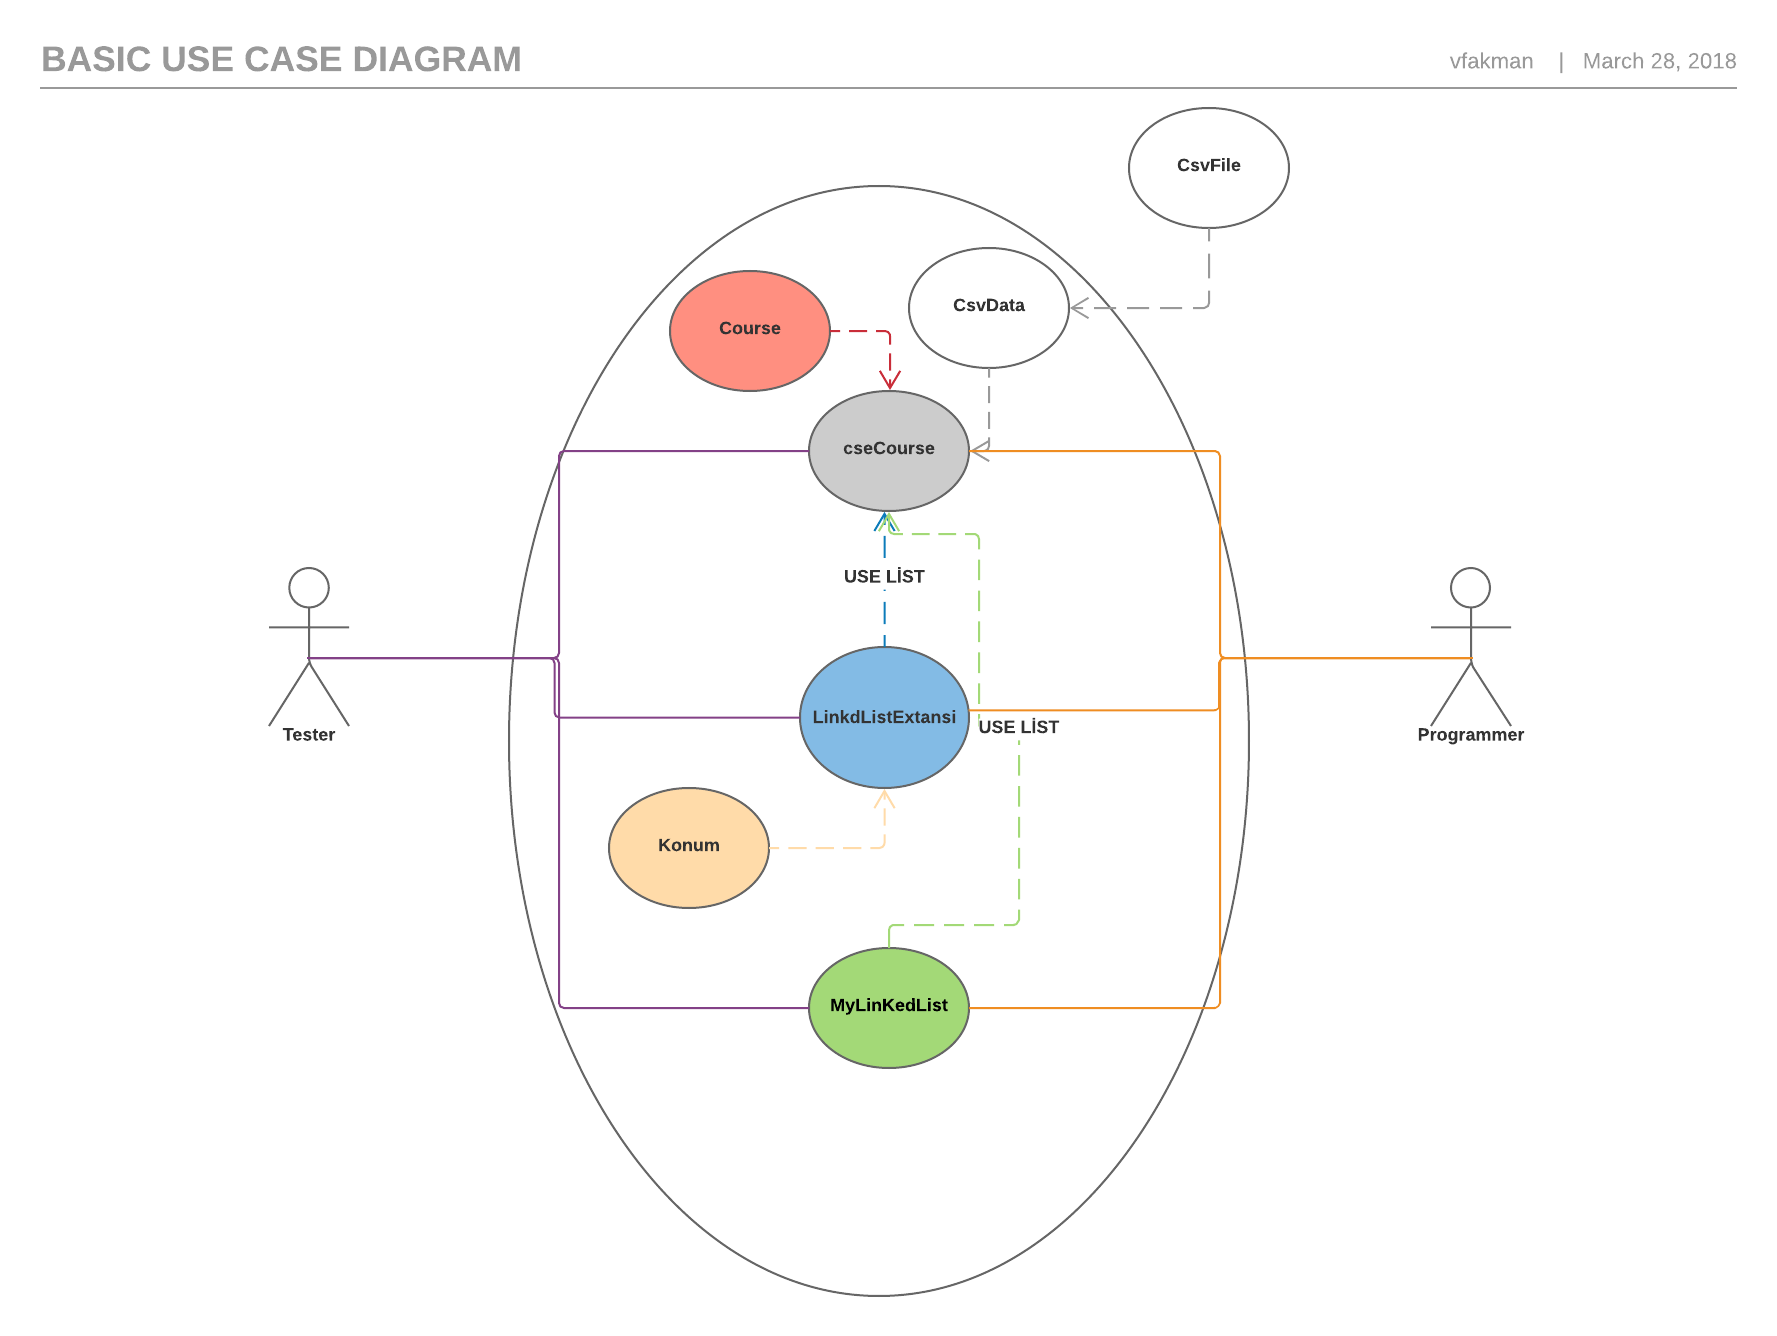 BASIC USE CASE DIAGRAM
vfakman | March 28, 2018
CsvFile
CsvData
Course
cseCourse
USE LİST
LinkdListExtansi
USE LİST
Tester
Programmer
Konum
MyLinKedList